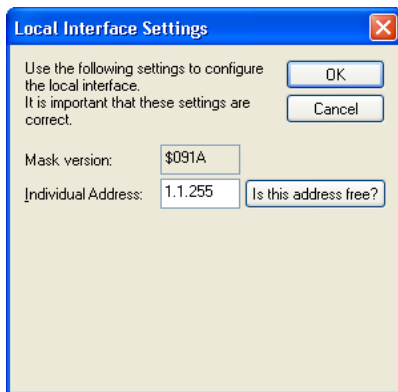 Local Interface Settings
Use the following settings to configure
the local interface.
It is important that these settings are
correct.
OK
Cancel
Mask version:
$091A
Individual Address:
1.1.255
Is this address free?